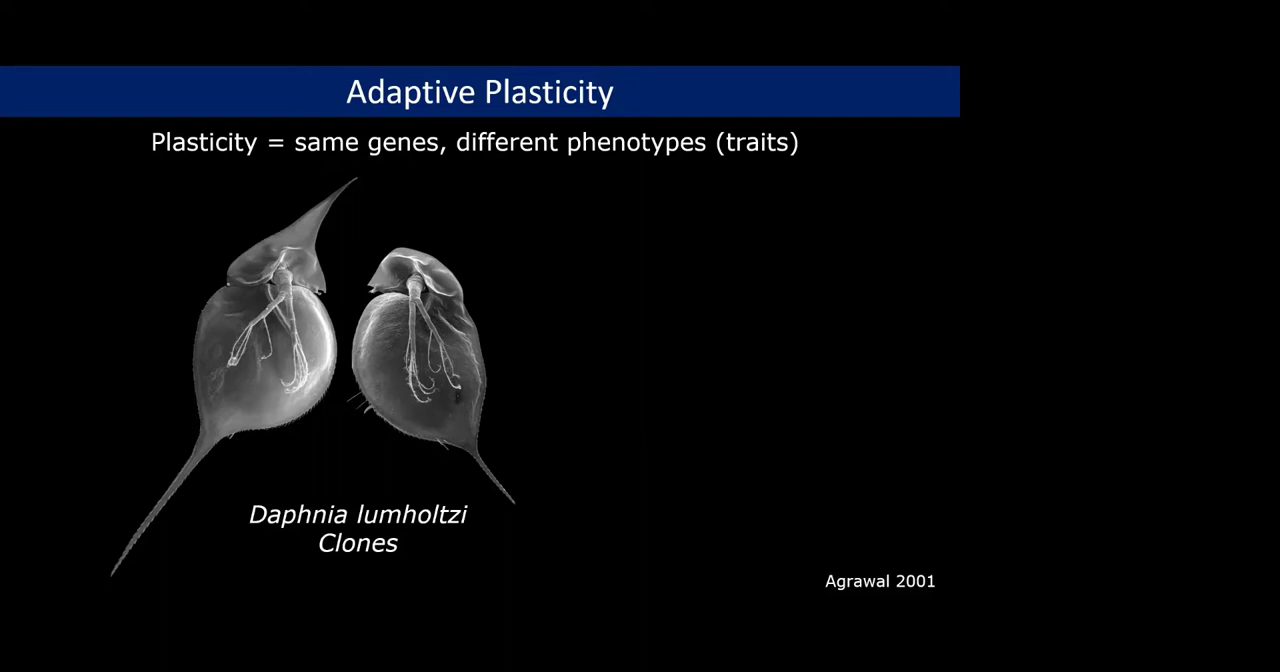 Adaptive Plasticity
Plasticity = same genes, different phenotypes (traits)
Daphnia lumholtzi
Clones
Agrawal 2001